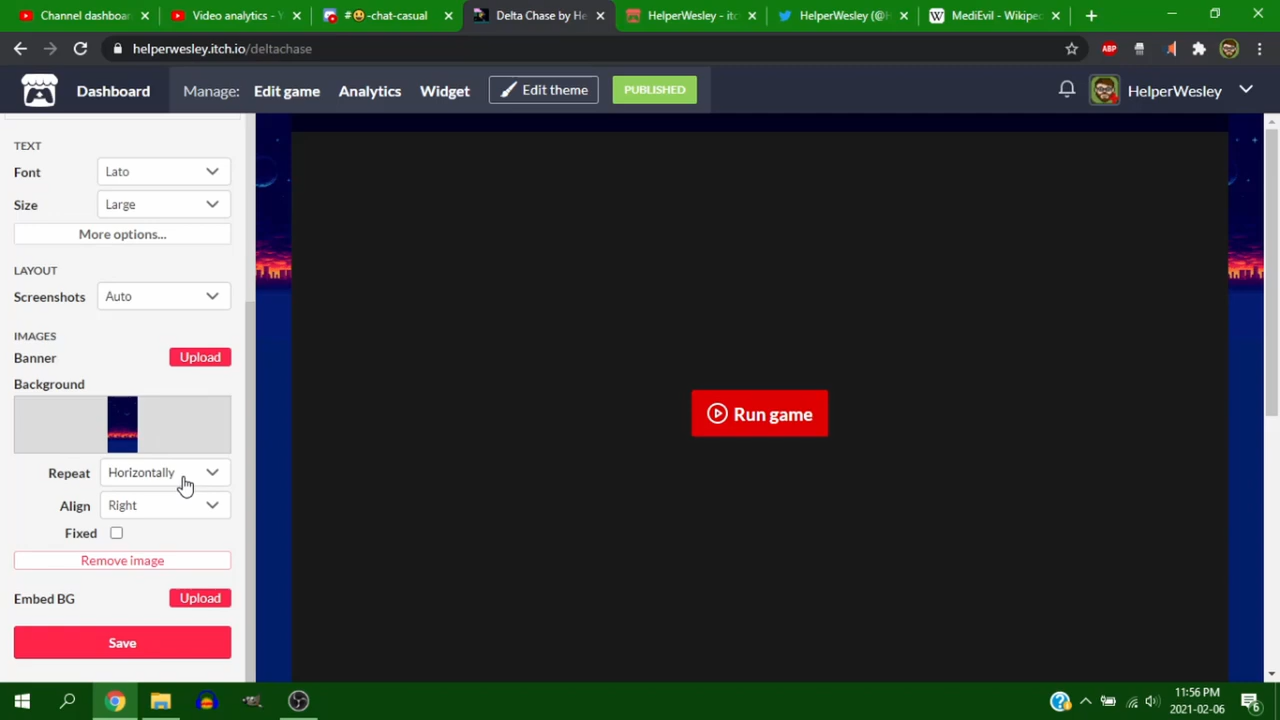 Channel dashboar
Video analytics - Y
#😀-chat-casual
Delta Chase by He
HelperWesley - itc
HelperWesley (@H
MediEvil - Wikipe
helperwesley.itch.io/deltachase
ABP
Dashboard
Manage:
Edit game
Analytics
Widget
Edit theme
PUBLISHED
HelperWesley
TEXT
Font
Lato
Size
Large
More options...
LAYOUT
Screenshots
Auto
IMAGES
Banner
Upload
Background
Repeat
Horizontally
Align
Right
Fixed
Remove image
Embed BG
Upload
Save
Run game
11:56 PM
2021-02-06
6